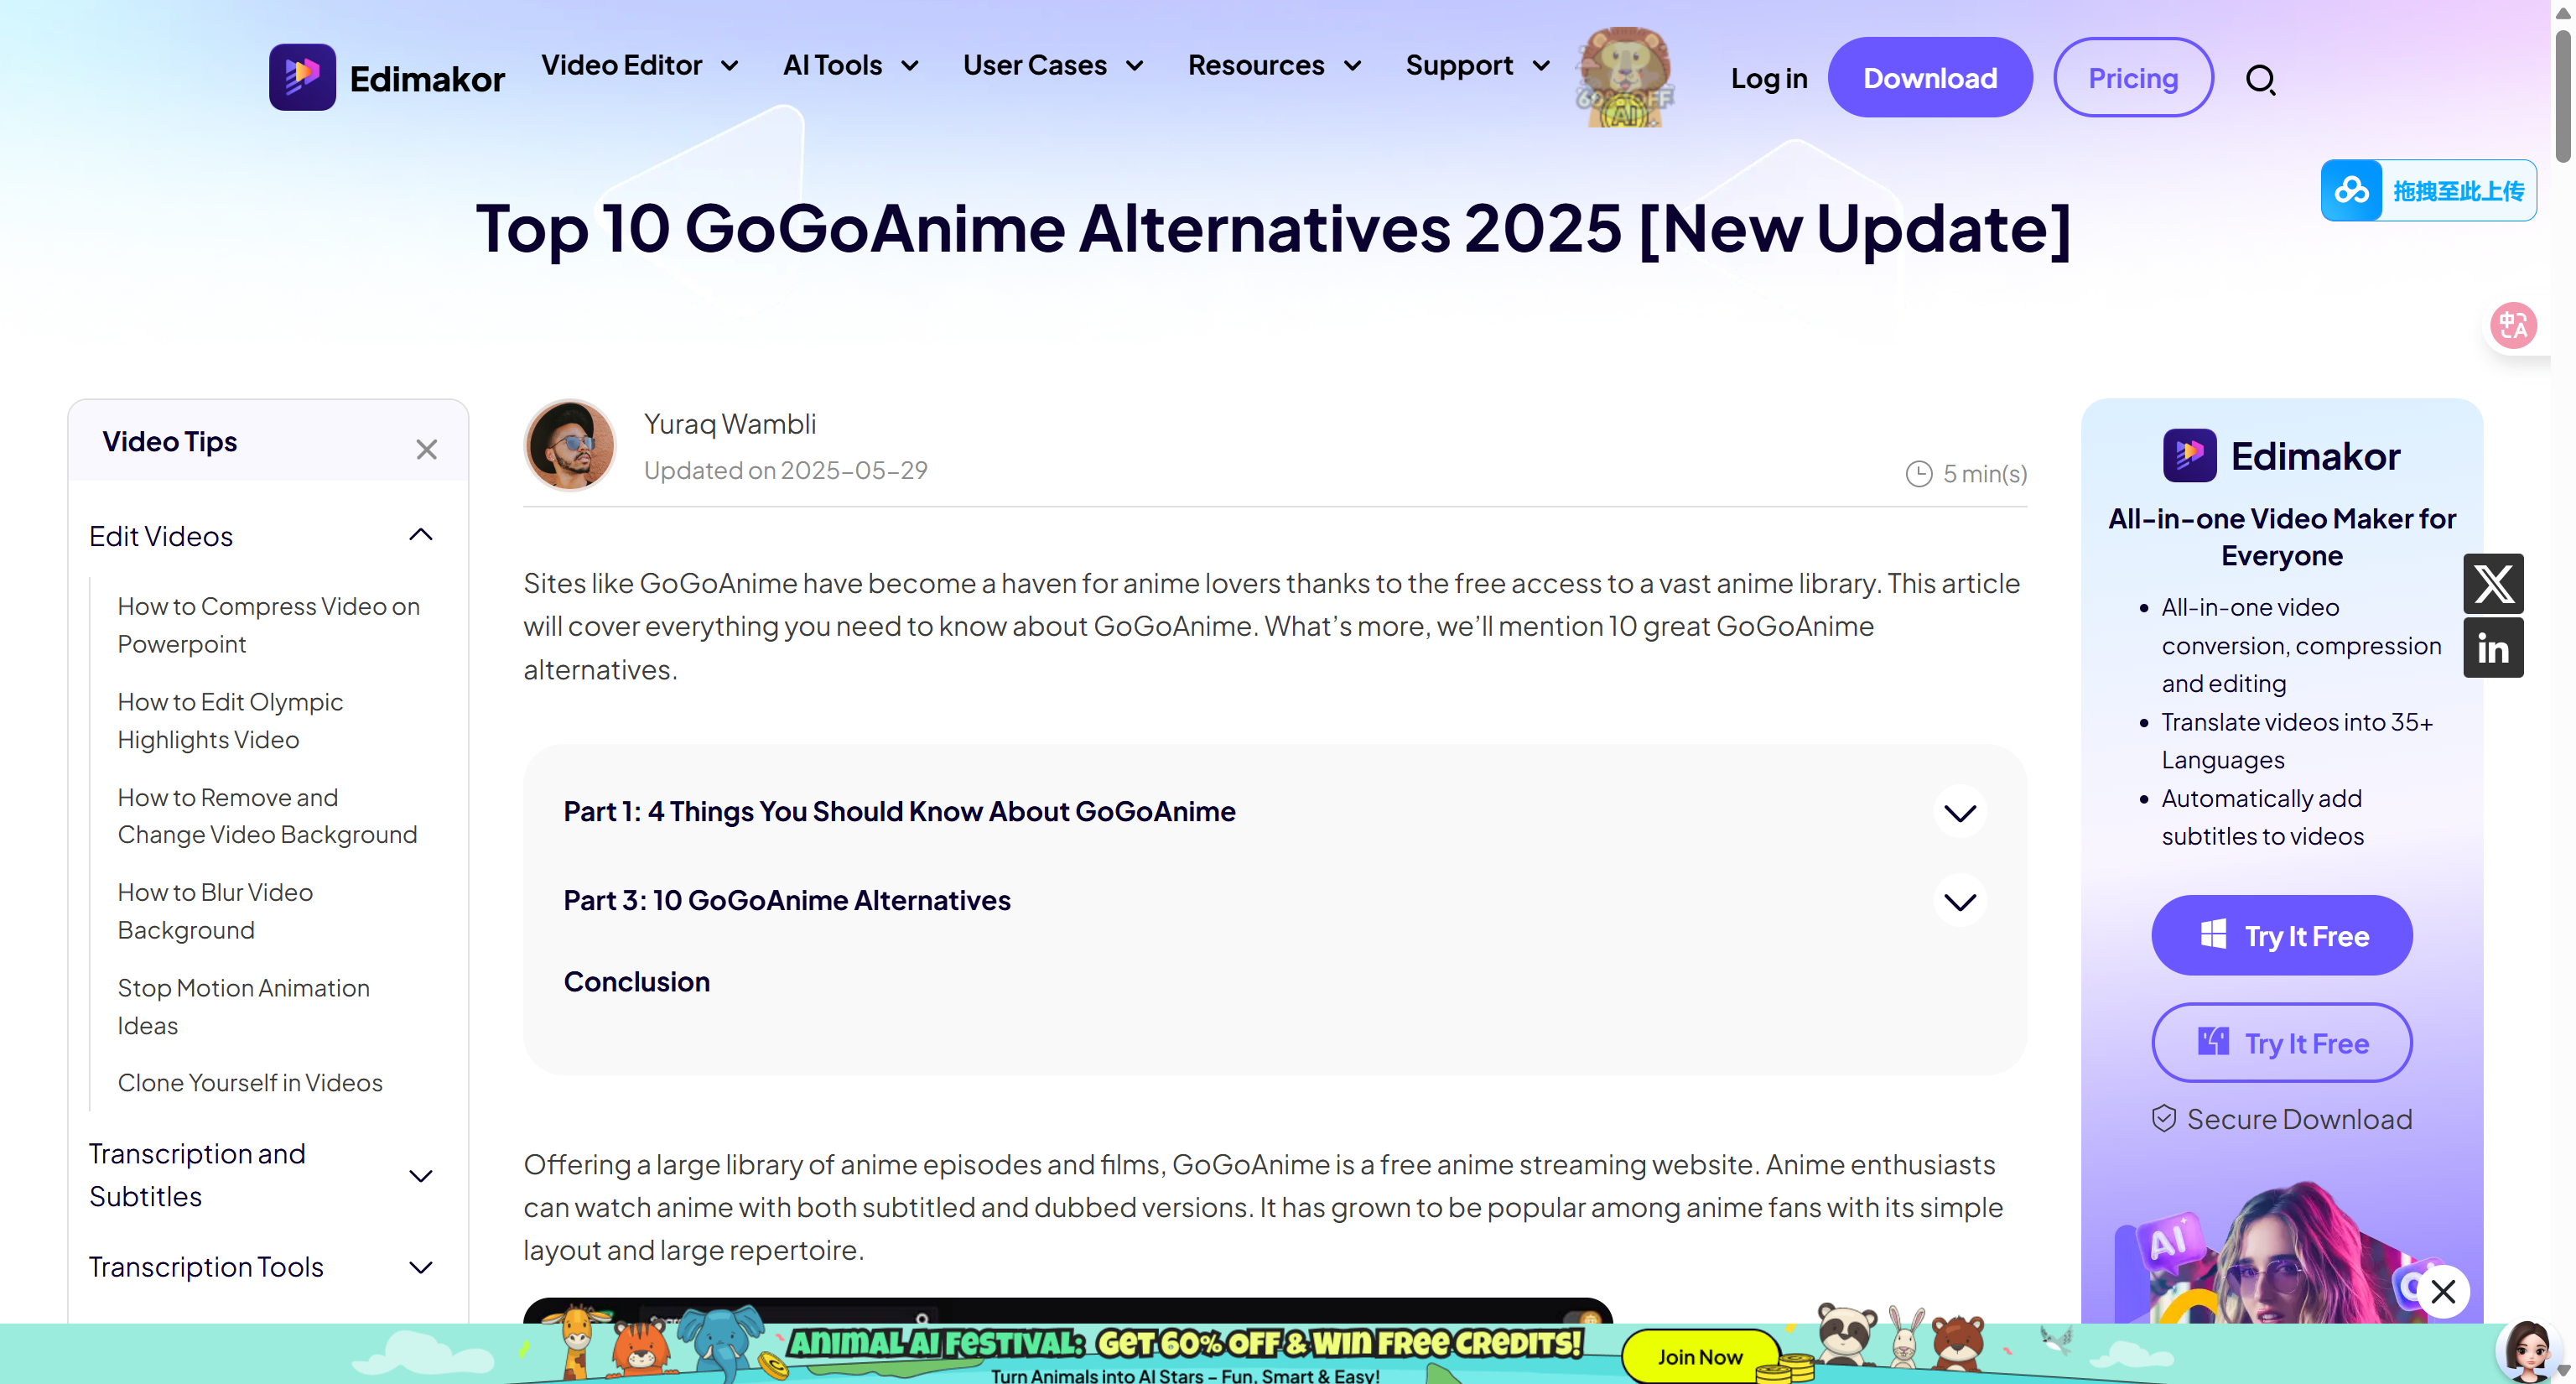 Edimakor
Video Editor
AI Tools
User Cases
Resources
Support
60% OFF
AI
Log in
Download
Pricing
Top 10 GoGoAnime Alternatives 2025 [New Update]
拖拽至此上传
Video Tips
Edit Videos
How to Compress Video on
Powerpoint
How to Edit Olympic
Highlights Video
How to Remove and
Change Video Background
How to Blur Video
Background
Stop Motion Animation
Ideas
Clone Yourself in Videos
Transcription and
Subtitles
Transcription Tools
Yuraq Wambli
Updated on 2025-05-29
5 min(s)
Sites like GoGoAnime have become a haven for anime lovers thanks to the free access to a vast anime library. This article
will cover everything you need to know about GoGoAnime. What’s more, we’ll mention 10 great GoGoAnime
alternatives.
Part 1: 4 Things You Should Know About GoGoAnime
Part 3: 10 GoGoAnime Alternatives
Conclusion
Offering a large library of anime episodes and films, GoGoAnime is a free anime streaming website. Anime enthusiasts
can watch anime with both subtitled and dubbed versions. It has grown to be popular among anime fans with its simple
layout and large repertoire.
Edimakor
All-in-one Video Maker for
Everyone
All-in-one video
conversion, compression
and editing
Translate videos into 35+
Languages
Automatically add
subtitles to videos
Try It Free
Try It Free
Secure Download
AI
ANIMAL AI FESTIVAL: GET 60% OFF & WIN FREE CREDITS!
Turn Animals into AI Stars – Fun, Smart & Easy!
Join Now